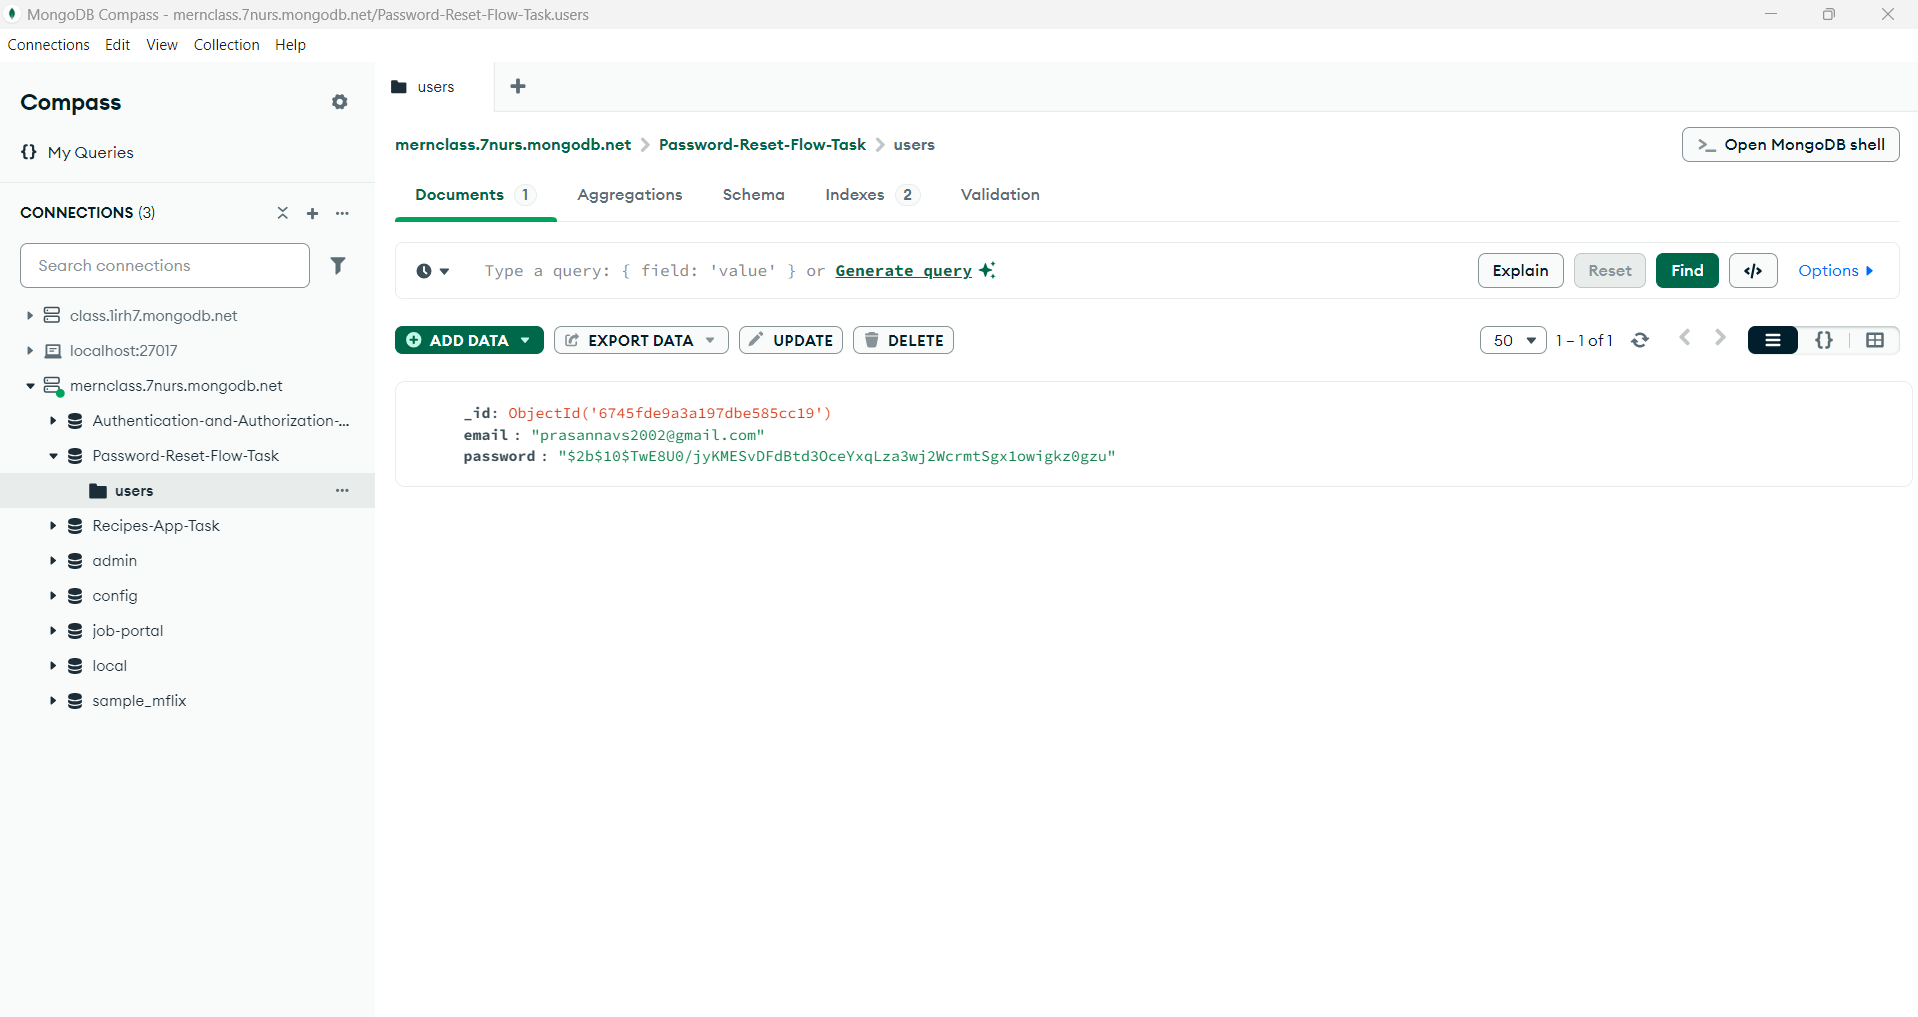 MongoDB Compass - mernclass.7nurs.mongodb.net/Password-Reset-Flow-Task.users
Connections Edit View Collection Help
Compass
{} My Queries
CONNECTIONS (3)
Search connections
class.1irh7.mongodb.net
localhost:27017
mernclass.7nurs.mongodb.net
Authentication-and-Authorization-...
Password-Reset-Flow-Task
users
Recipes-App-Task
admin
config
job-portal
local
sample_mflix
users
mernclass.7nurs.mongodb.net > Password-Reset-Flow-Task > users
>_ Open MongoDB shell
Documents 1 Aggregations Schema Indexes 2 Validation
Type a query: { field: 'value' } or Generate query
Explain Reset Find </> Options
ADD DATA EXPORT DATA UPDATE DELETE
50 1 – 1 of 1 {}
_id: ObjectId('6745fde9a3a197dbe585cc19')
email : "prasannavs2002@gmail.com"
password : "$2b$10$TwE8U0/jyKMESvDFdBtd3OceYxqLza3wj2WcrmtSgx1owigkz0gzu"